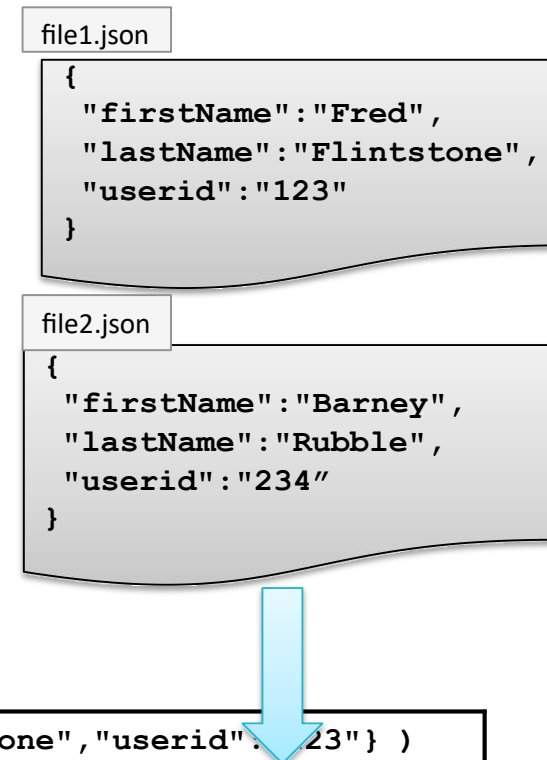 file1.json
{
"firstName":"Fred",
"lastName":"Flintstone",
"userid":"123"
}
file2.json
{
"firstName":"Barney",
"lastName":"Rubble",
"userid":"234”
}
one","userid": 23"} )